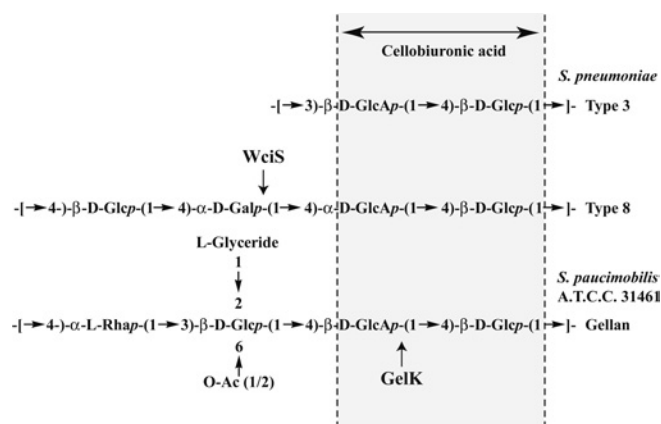 Cellobiuronic acid
S. pneumoniae
-[→3)-β-D-GlcAp-(1→4)-β-D-Glcp-(1→]- Type 3
WciS
-[→4-)-β-D-Glcp-(1→4)-α-D-Galp-(1→4)-α-D-GlcAp-(1→4)-β-D-Glcp-(1→]- Type 8
L-Glyceride
1
2
S. paucimobilis
A.T.C.C. 31461
-[→4-)-α-L-Rhap-(1→3)-β-D-Glcp-(1→4)-β-D-GlcAp-(1→4)-β-D-Glcp-(1→]- Gellan
6
O-Ac (1/2)
GelK